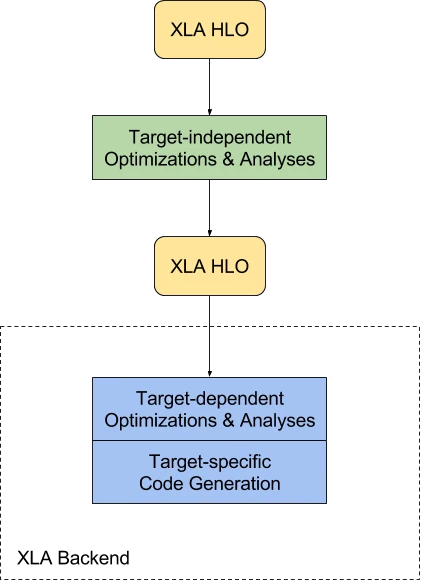 XLA HLO
Target-independent
Optimizations & Analyses
XLA HLO
Target-dependent
Optimizations & Analyses
Target-specific
Code Generation
XLA Backend